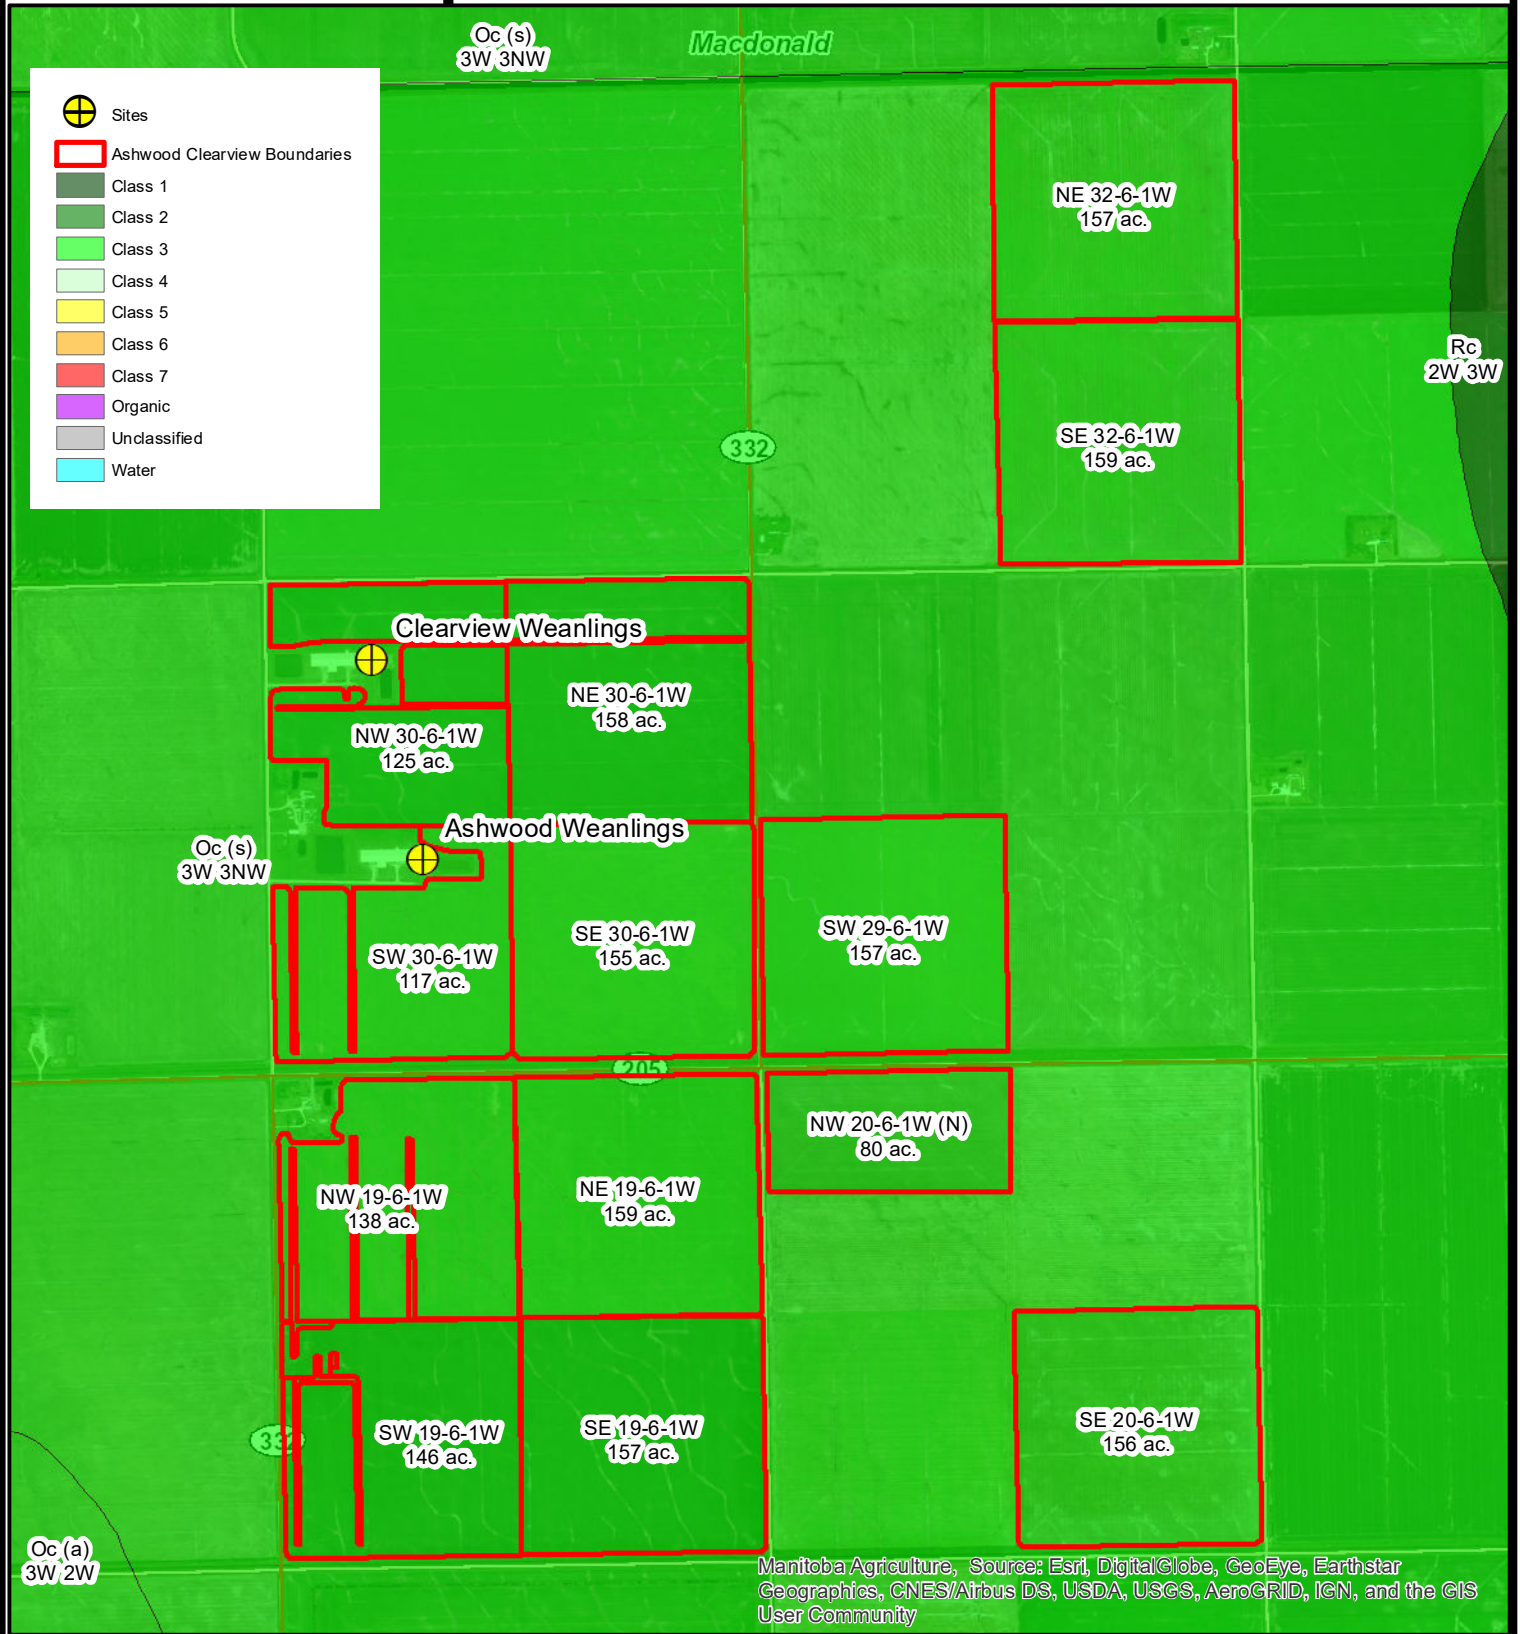 Oc (s)
3W 3NW
Macdonald
Sites
Ashwood Clearview Boundaries
Class 1
Class 2
Class 3
Class 4
Class 5
Class 6
Class 7
Organic
Unclassified
Water
NE 32-6-1W
157 ac.
Rc
2W 3W
SE 32-6-1W
159 ac.
332
Clearview Weanlings
NE 30-6-1W
158 ac.
NW 30-6-1W
125 ac.
Ashwood Weanlings
Oc (s)
3W 3NW
SW 30-6-1W
117 ac.
SE 30-6-1W
155 ac.
SW 29-6-1W
157 ac.
205
NW 20-6-1W (N)
80 ac.
NW 19-6-1W
138 ac.
NE 19-6-1W
159 ac.
SW 19-6-1W
146 ac.
SE 19-6-1W
157 ac.
SE 20-6-1W
156 ac.
332
Oc (a)
3W 2W
Manitoba Agriculture, Source: Esri, DigitalGlobe, GeoEye, Earthstar
Geographics, CNES/Airbus DS, USDA, USGS, AeroGRID, IGN, and the GIS
User Community